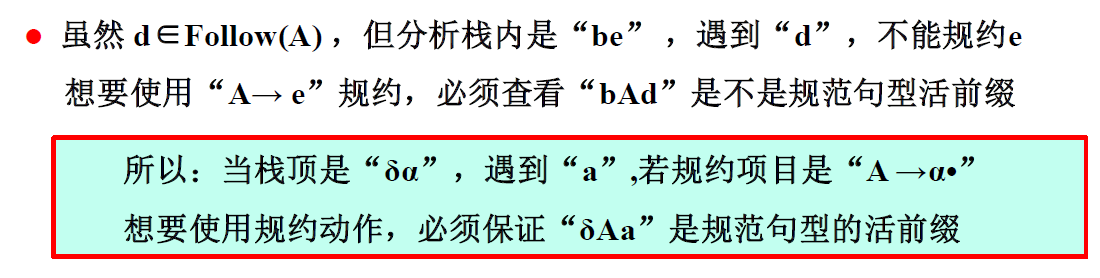 ● 虽然 d∈Follow(A) ，但分析栈内是“be” ，遇到“d”，不能规约e
想要使用“A→ e”规约，必须查看“bAd”是不是规范句型活前缀
所以：当栈顶是“δα”，遇到“a”,若规约项目是“A →α•”
想要使用规约动作，必须保证“δAa”是规范句型的活前缀